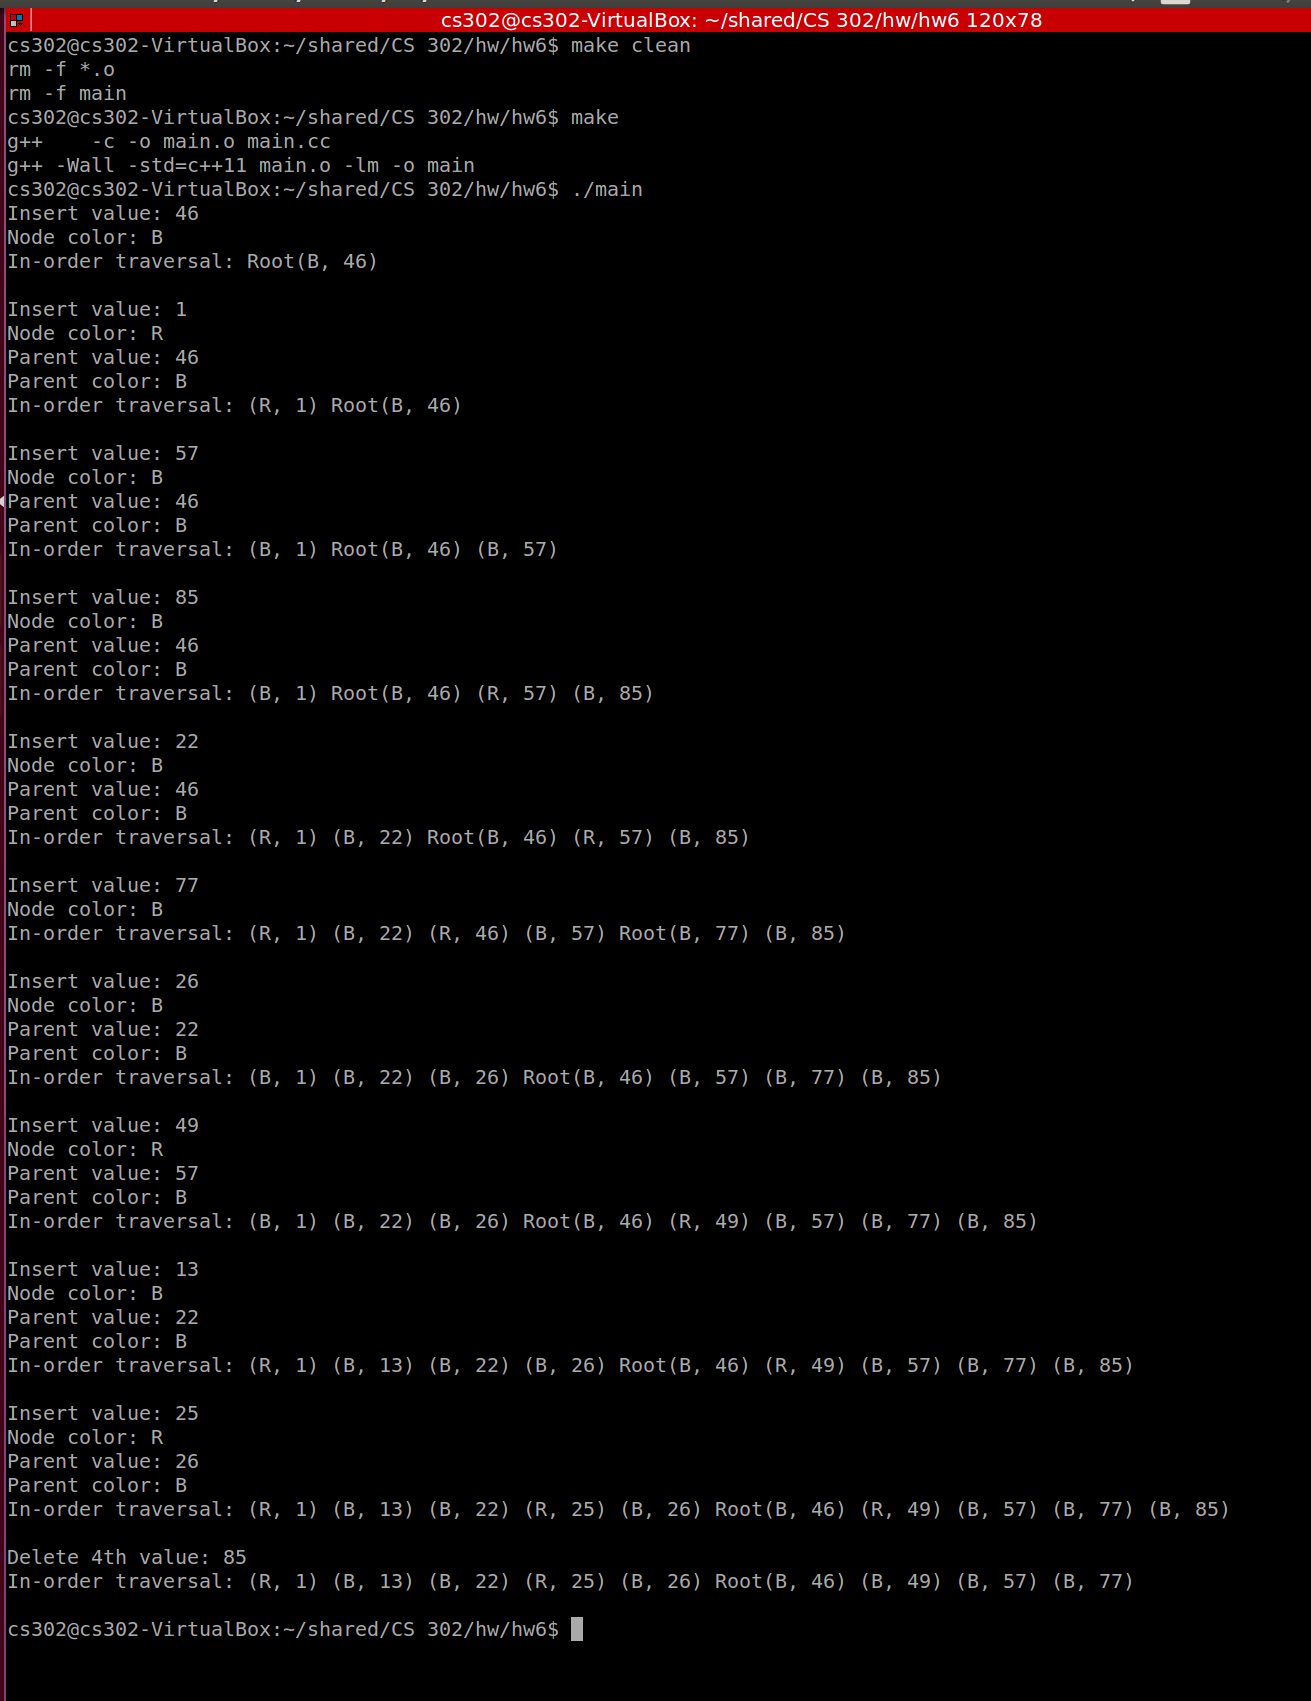 cs302@cs302-VirtualBox: ~/shared/CS 302/hw/hw6 120x78
cs302@cs302-VirtualBox:~/shared/CS 302/hw/hw6$ make clean
rm -f *.o
rm -f main
cs302@cs302-VirtualBox:~/shared/CS 302/hw/hw6$ make
g++    -c -o main.o main.cc
g++ -Wall -std=c++11 main.o -lm -o main
cs302@cs302-VirtualBox:~/shared/CS 302/hw/hw6$ ./main
Insert value: 46
Node color: B
In-order traversal: Root(B, 46)

Insert value: 1
Node color: R
Parent value: 46
Parent color: B
In-order traversal: (R, 1) Root(B, 46)

Insert value: 57
Node color: B
Parent value: 46
Parent color: B
In-order traversal: (B, 1) Root(B, 46) (B, 57)

Insert value: 85
Node color: B
Parent value: 46
Parent color: B
In-order traversal: (B, 1) Root(B, 46) (R, 57) (B, 85)

Insert value: 22
Node color: B
Parent value: 46
Parent color: B
In-order traversal: (R, 1) (B, 22) Root(B, 46) (R, 57) (B, 85)

Insert value: 77
Node color: B
In-order traversal: (R, 1) (B, 22) (R, 46) (B, 57) Root(B, 77) (B, 85)

Insert value: 26
Node color: B
Parent value: 22
Parent color: B
In-order traversal: (B, 1) (B, 22) (B, 26) Root(B, 46) (B, 57) (B, 77) (B, 85)

Insert value: 49
Node color: R
Parent value: 57
Parent color: B
In-order traversal: (B, 1) (B, 22) (B, 26) Root(B, 46) (R, 49) (B, 57) (B, 77) (B, 85)

Insert value: 13
Node color: B
Parent value: 22
Parent color: B
In-order traversal: (R, 1) (B, 13) (B, 22) (B, 26) Root(B, 46) (R, 49) (B, 57) (B, 77) (B, 85)

Insert value: 25
Node color: R
Parent value: 26
Parent color: B
In-order traversal: (R, 1) (B, 13) (B, 22) (R, 25) (B, 26) Root(B, 46) (R, 49) (B, 57) (B, 77) (B, 85)

Delete 4th value: 85
In-order traversal: (R, 1) (B, 13) (B, 22) (R, 25) (B, 26) Root(B, 46) (B, 49) (B, 57) (B, 77)

cs302@cs302-VirtualBox:~/shared/CS 302/hw/hw6$